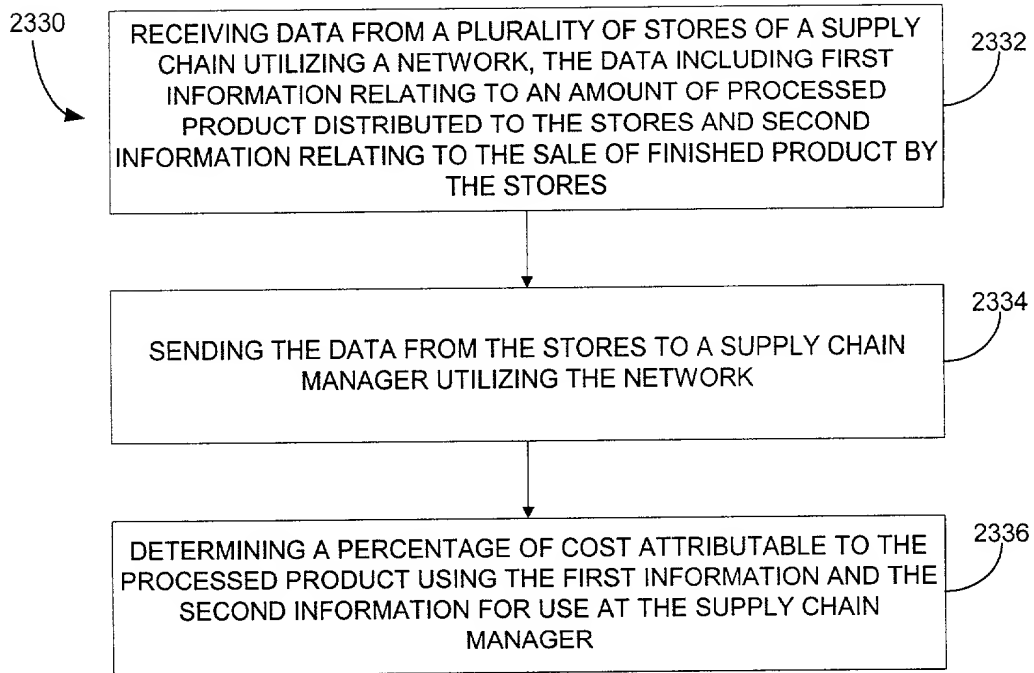 2330
RECEIVING DATA FROM A PLURALITY OF STORES OF A SUPPLY
CHAIN UTILIZING A NETWORK, THE DATA INCLUDING FIRST
INFORMATION RELATING TO AN AMOUNT OF PROCESSED
PRODUCT DISTRIBUTED TO THE STORES AND SECOND
INFORMATION RELATING TO THE SALE OF FINISHED PRODUCT BY
THE STORES
2332
SENDING THE DATA FROM THE STORES TO A SUPPLY CHAIN
MANAGER UTILIZING THE NETWORK
2334
DETERMINING A PERCENTAGE OF COST ATTRIBUTABLE TO THE
PROCESSED PRODUCT USING THE FIRST INFORMATION AND THE
SECOND INFORMATION FOR USE AT THE SUPPLY CHAIN
MANAGER
2336